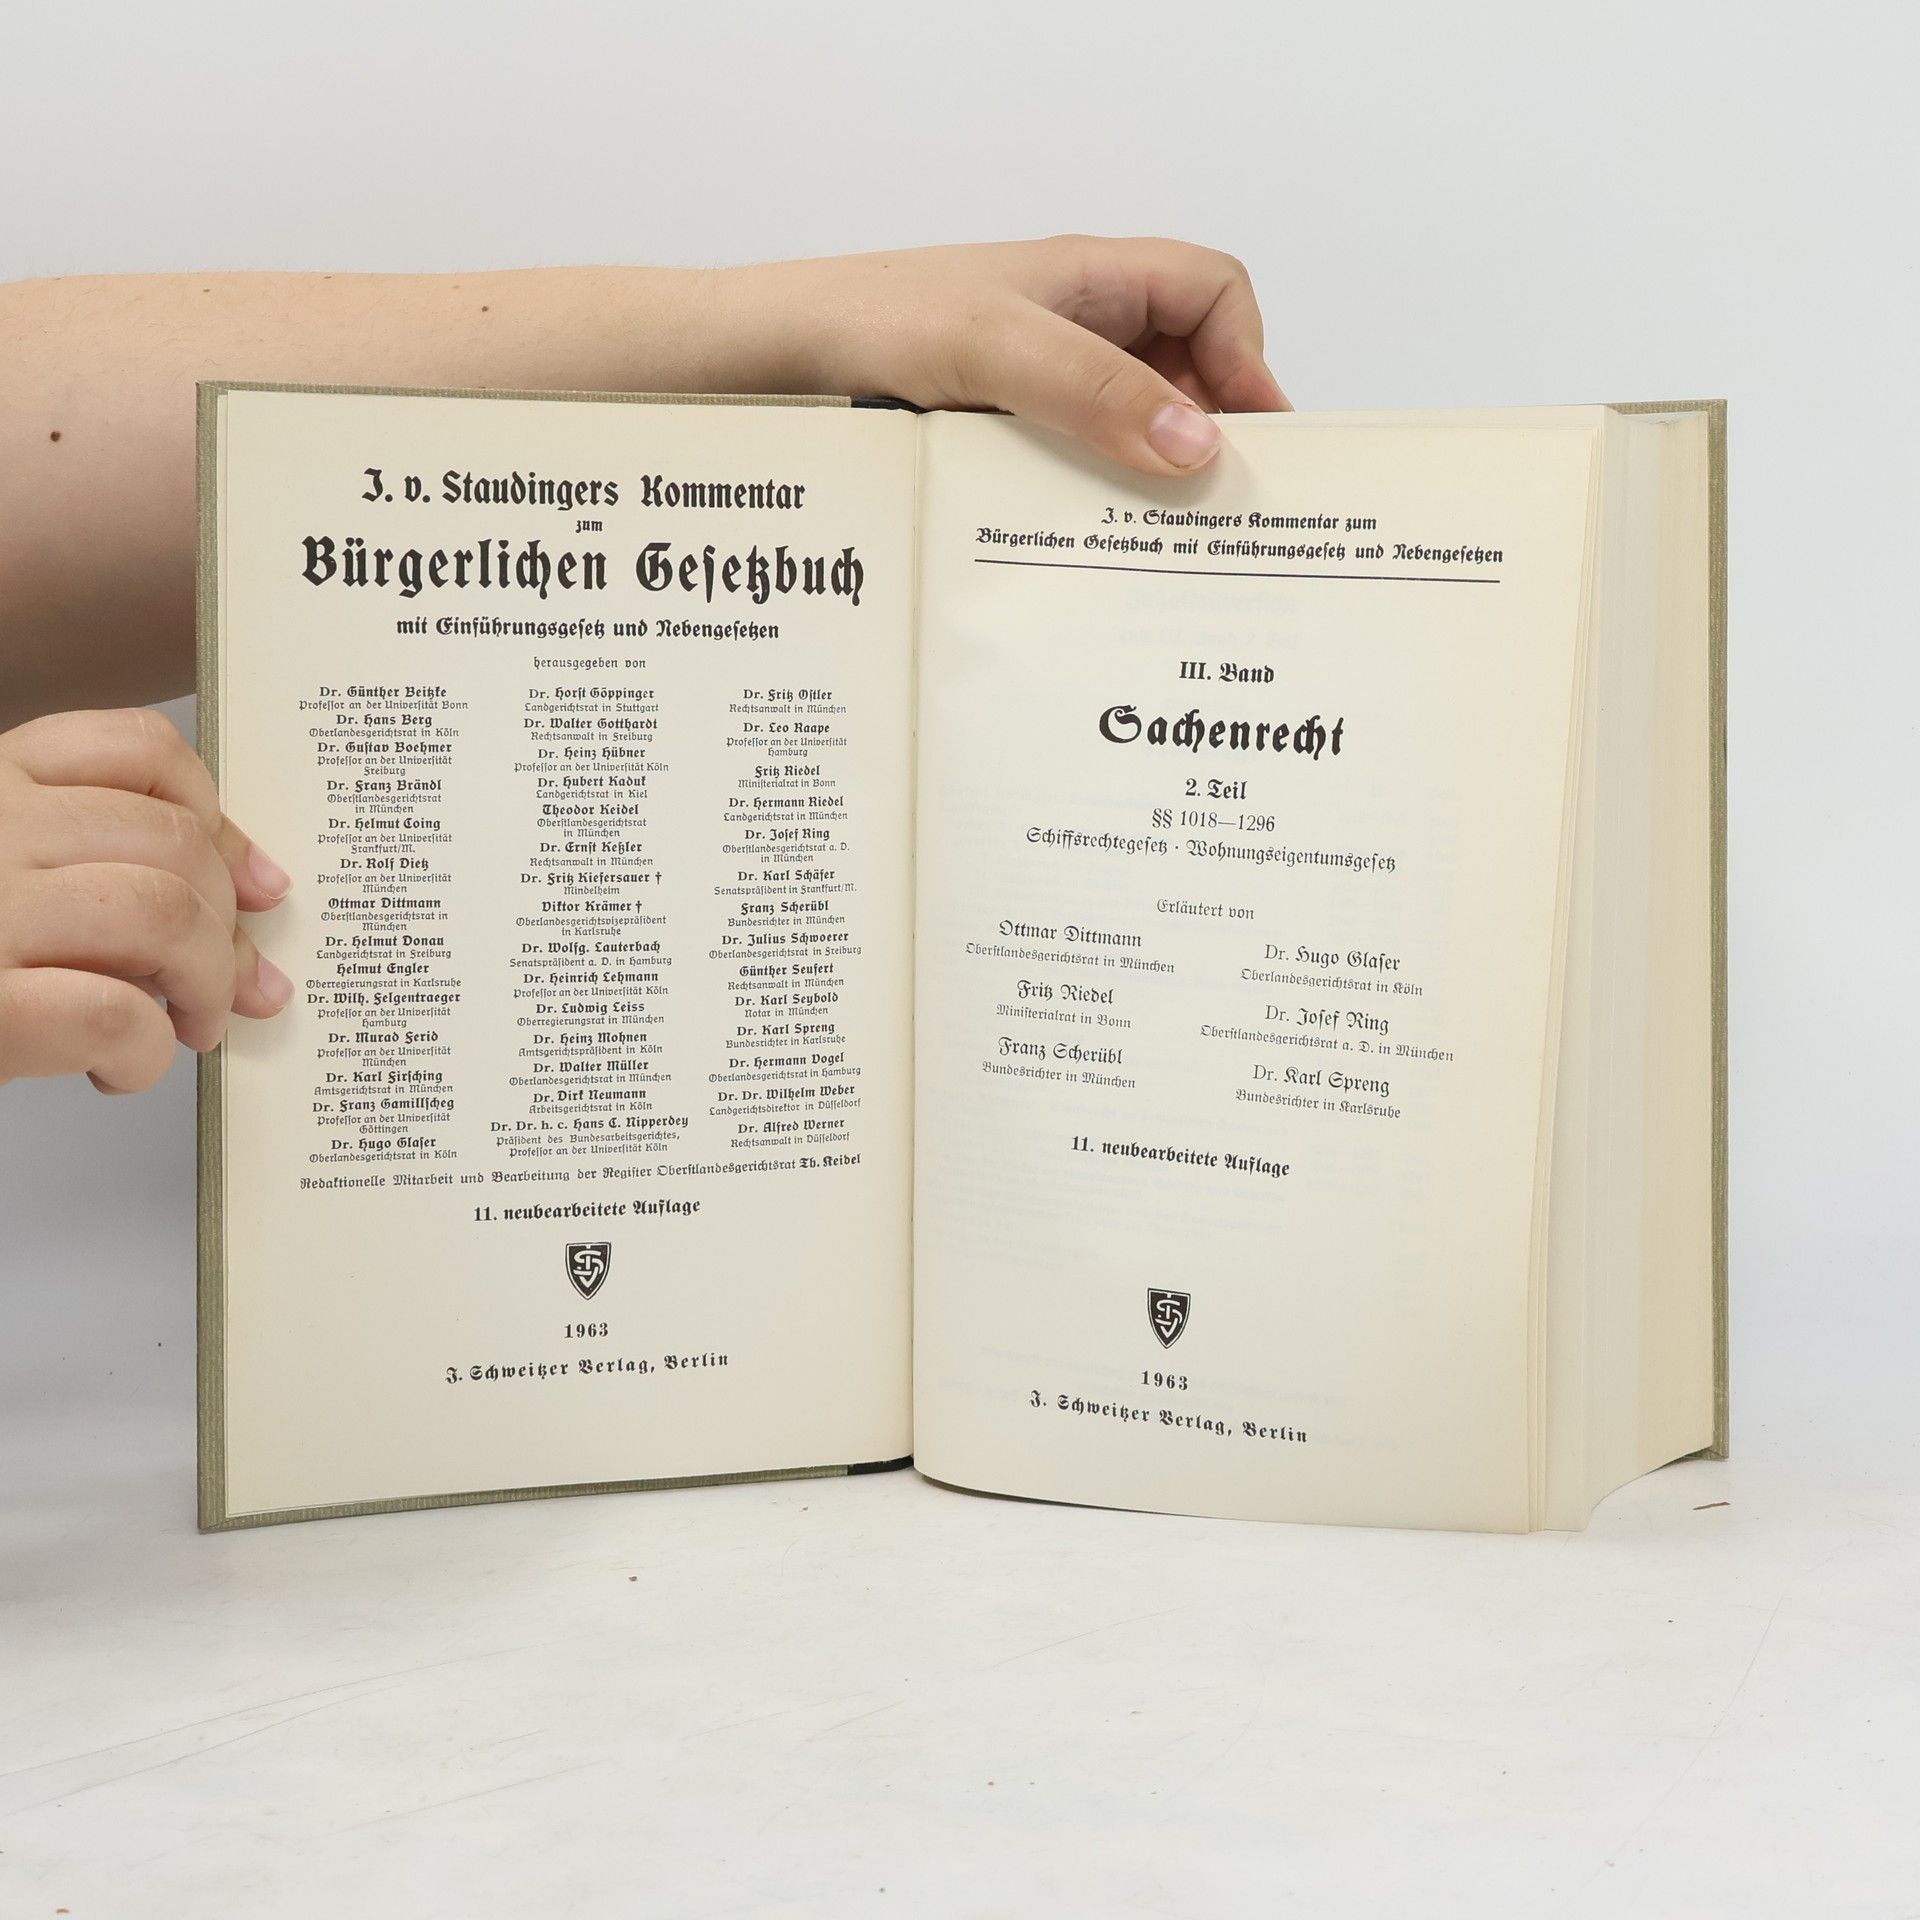 J. v. Staudingers Kommentar
zum
Bürgerlichen Gesetzbuch
mit Einführungsgesetz und Nebengesetzen
herausgegeben von
Dr. Günther Beitzke
Professor an der Universität Bonn
Dr. Hans Berg
Oberlandesgerichtsrat in Köln
Dr. Gustav Boehmer
Professor an der Universität
Freiburg
Dr. Franz Brändl
Oberstlandesgerichtsrat
in München
Dr. Helmut Coing
Professor an der Universität
Frankfurt/M.
Dr. Rolf Dietz
Professor an der Universität
München
Ottmar Dittmann
Oberstlandesgerichtsrat in
München
Dr. Helmut Donau
Landgerichtsrat in Freiburg
Helmut Engler
Oberregierungsrat in Karlsruhe
Dr. Wilh. Felgentraeger
Professor an der Universität
Hamburg
Dr. Murad Ferid
Professor an der Universität
München
Dr. Karl Firsching
Amtsgerichtsrat in München
Dr. Franz Gamillscheg
Professor an der Universität
Göttingen
Dr. Hugo Glaser
Oberlandesgerichtsrat in Köln
Dr. Horst Göppinger
Landgerichtsrat in Stuttgart
Dr. Walter Gotthardt
Rechtsanwalt in Freiburg
Dr. Heinz Hübner
Professor an der Universität Köln
Dr. Hubert Kaduk
Landgerichtsrat in Kiel
Theodor Keidel
Oberstlandesgerichtsrat
in München
Dr. Ernst Keßler
Rechtsanwalt in München
Dr. Fritz Kiefersauer †
Mindelheim
Viktor Krämer †
Oberlandesgerichtsvizepräsident
in Karlsruhe
Dr. Wolfg. Lauterbach
Senatspräsident a. D. in Hamburg
Dr. Heinrich Lehmann
Professor an der Universität Köln
Dr. Ludwig Leiss
Oberregierungsrat in München
Dr. Heinz Mohnen
Amtsgerichtspräsident in Köln
Dr. Walter Müller
Oberlandesgerichtsrat in München
Dr. Dirk Neumann
Arbeitsgerichtsrat in Köln
Dr. Dr. h. c. Hans C. Nipperdey
Präsident des Bundesarbeitsgerichtes,
Professor an der Universität Köln
Dr. Fritz Ostler
Rechtsanwalt in München
Dr. Leo Raape
Professor an der Universität
Hamburg
Fritz Riedel
Ministerialrat in Bonn
Dr. Hermann Riedel
Landgerichtsrat in München
Dr. Josef Ring
Oberstlandesgerichtsrat a. D.
in München
Dr. Karl Schäfer
Senatspräsident in Frankfurt/M.
Franz Scherübl
Bundesrichter in München
Dr. Julius Schwoerer
Oberlandesgerichtsrat in Freiburg
Günther Seufert
Rechtsanwalt in München
Dr. Karl Seybold
Notar in München
Dr. Karl Spreng
Bundesrichter in Karlsruhe
Dr. Hermann Vogel
Oberlandesgerichtsrat in Hamburg
Dr. Dr. Wilhelm Weber
Landgerichtsdirektor in Düsseldorf
Dr. Alfred Werner
Rechtsanwalt in Düsseldorf
Redaktionelle Mitarbeit und Bearbeitung der Register Oberstlandesgerichtsrat Th. Keidel
11. neubearbeitete Auflage
1963
J. Schweitzer Verlag, Berlin
J. v. Staudingers Kommentar zum
Bürgerlichen Gesetzbuch mit Einführungsgesetz und Nebengesetzen
III. Band
Sachenrecht
2. Teil
§§ 1018—1296
Schiffsrechtegesetz · Wohnungseigentumsgesetz
Erläutert von
Ottmar Dittmann
Oberstlandesgerichtsrat in München
Fritz Riedel
Ministerialrat in Bonn
Franz Scherübl
Bundesrichter in München
Dr. Hugo Glaser
Oberlandesgerichtsrat in Köln
Dr. Josef Ring
Oberstlandesgerichtsrat a. D. in München
Dr. Karl Spreng
Bundesrichter in Karlsruhe
11. neubearbeitete Auflage
1963
J. Schweitzer Verlag, Berlin